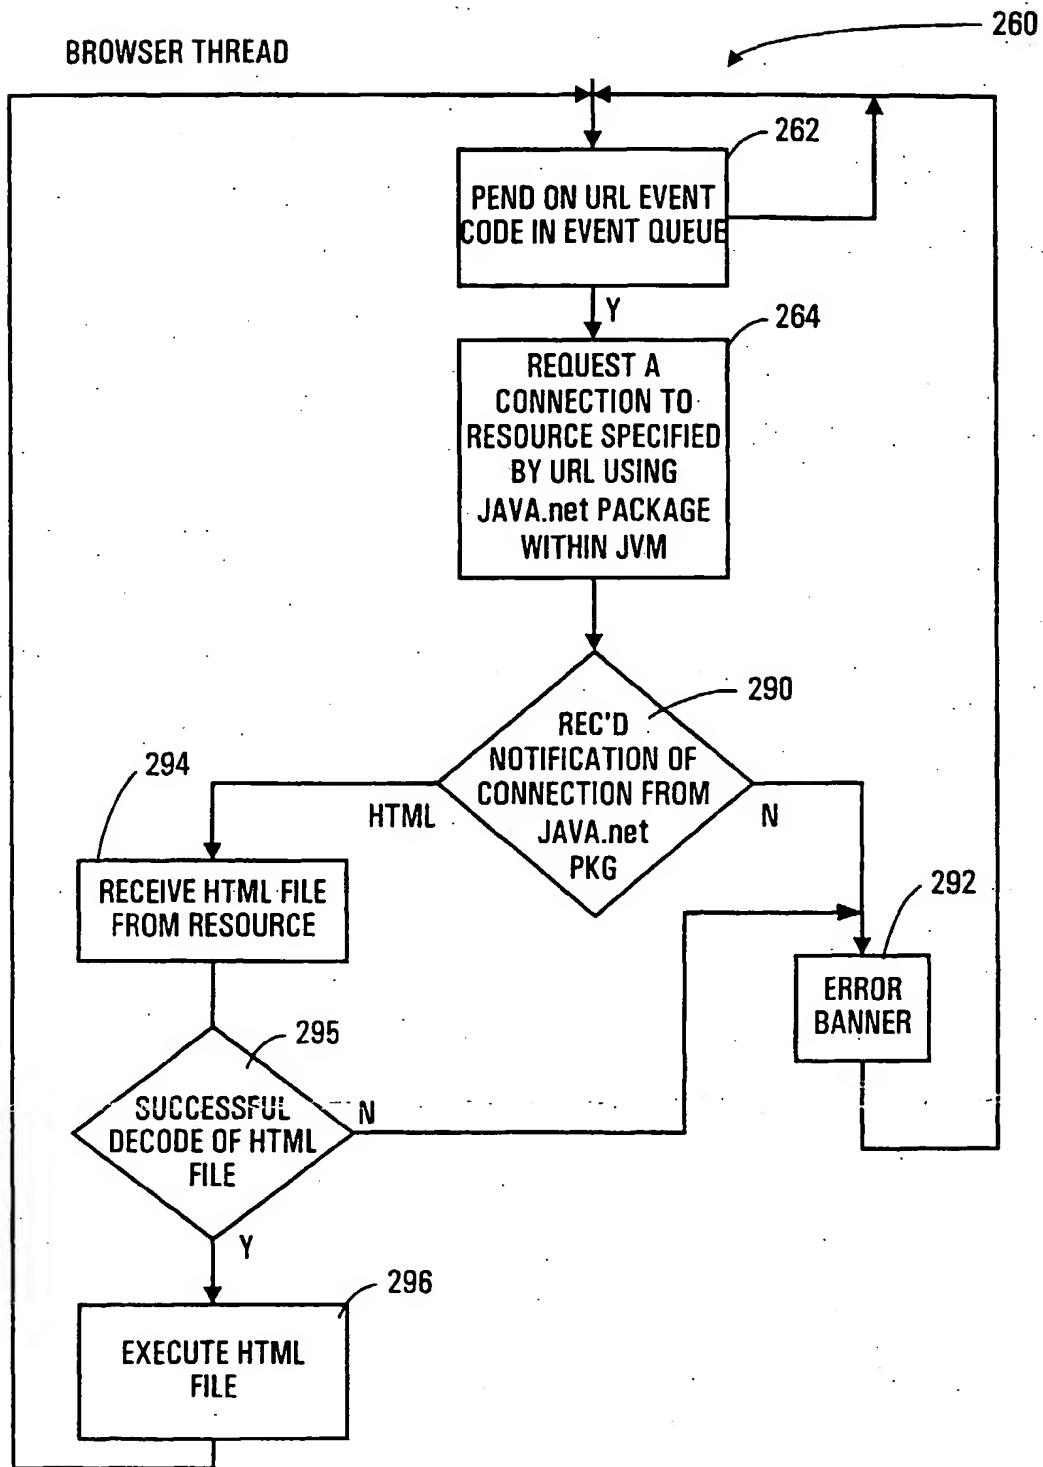 260
BROWSER THREAD
262
PEND ON URL EVENT
CODE IN EVENT QUEUE
Y
264
REQUEST A
CONNECTION TO
RESOURCE SPECIFIED
BY URL USING
JAVA.net PACKAGE
WITHIN JVM
290
REC'D
NOTIFICATION OF
CONNECTION FROM
JAVA.net
PKG
HTML
N
294
RECEIVE HTML FILE
FROM RESOURCE
292
ERROR
BANNER
295
SUCCESSFUL
DECODE OF HTML
FILE
N
Y
296
EXECUTE HTML
FILE